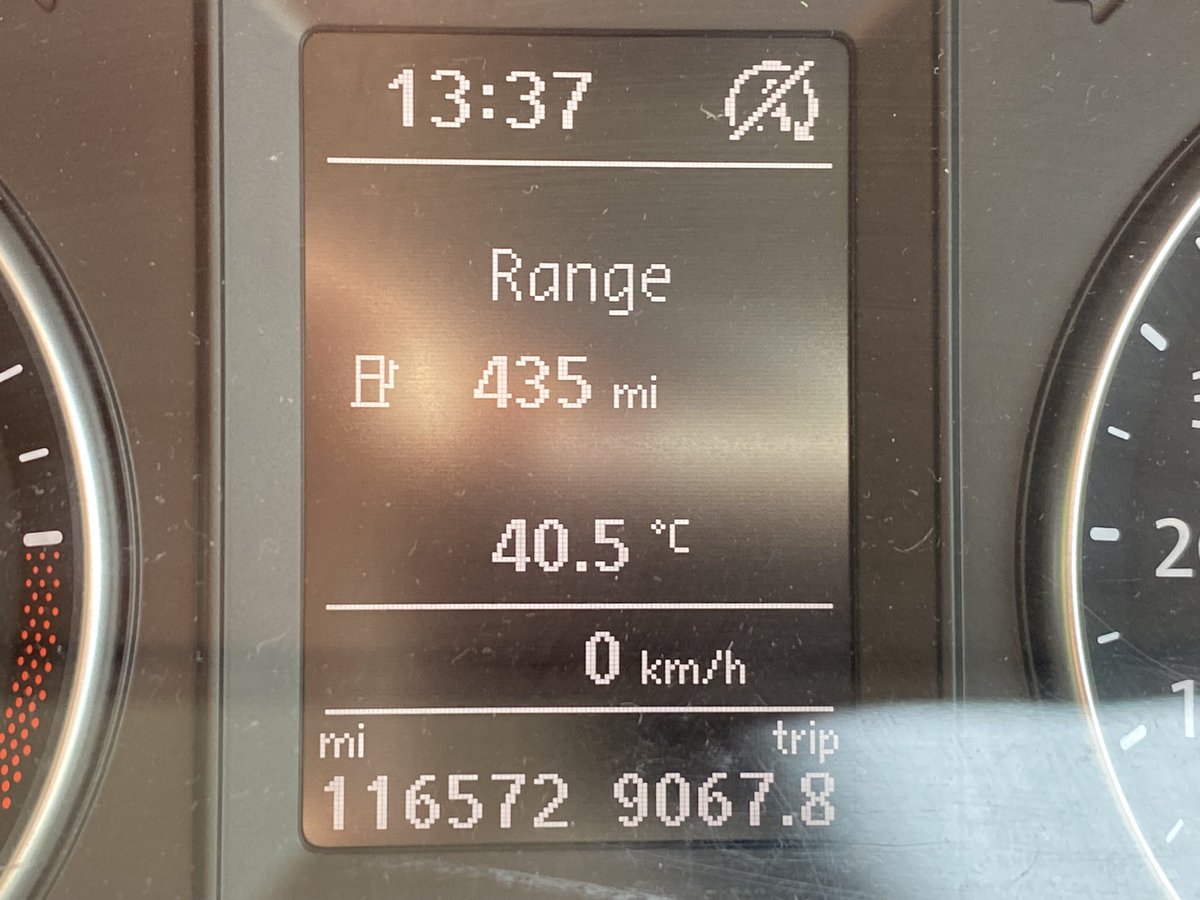 13:37
Range
435 mi
40.5 °C
0 km/h
mi trip
116572 9067.8